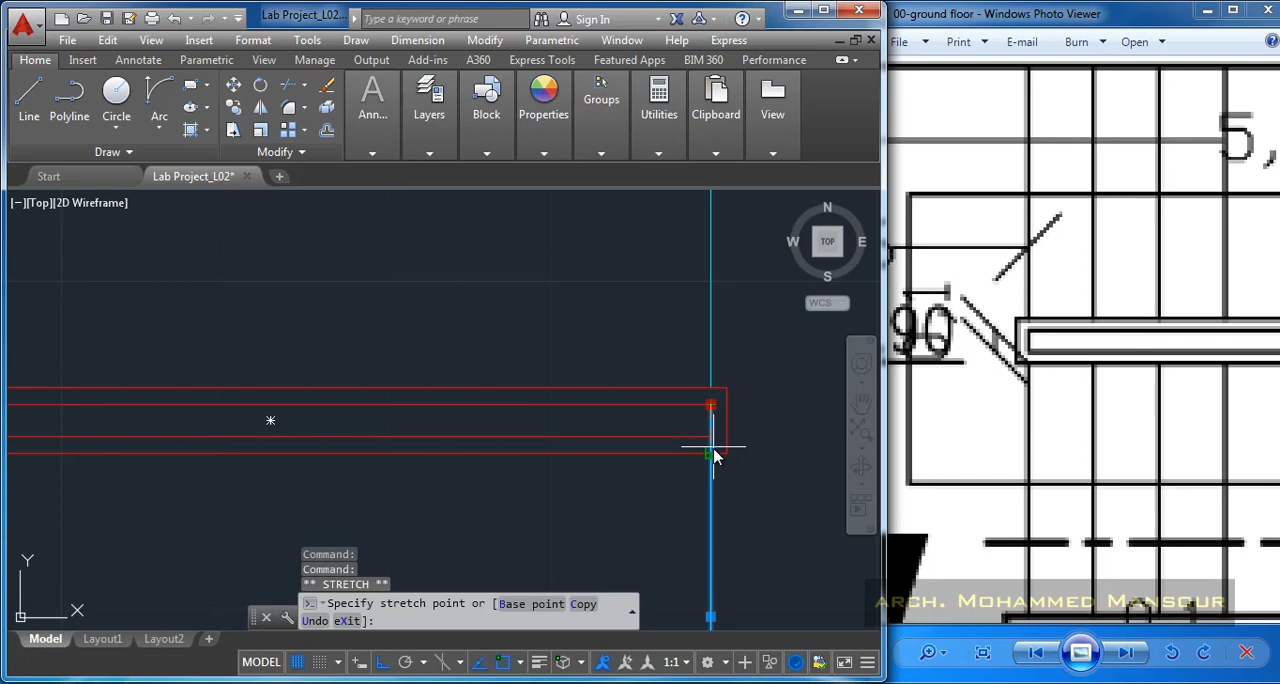 Lab Project_L02...
Type a keyword or phrase
Sign In
File Edit View Insert Format Tools Draw Dimension Modify Parametric Window Help Express
Home Insert Annotate Parametric View Manage Output Add-ins A360 Express Tools Featured Apps BIM 360 Performance
Line Polyline Circle Arc
Ann... Layers Block Properties Groups Utilities Clipboard View
Draw Modify
Start Lab Project_L02*
[−][Top][2D Wireframe]
N
W TOP E
S
WCS
Y
X
Command:
Command:
** STRETCH **
Specify stretch point or [Base point Copy
Undo eXit]:
Model Layout1 Layout2
MODEL 1:1
00-ground floor - Windows Photo Viewer
File Print E-mail Burn Open
5,
90
Arch. Mohammed Mansour